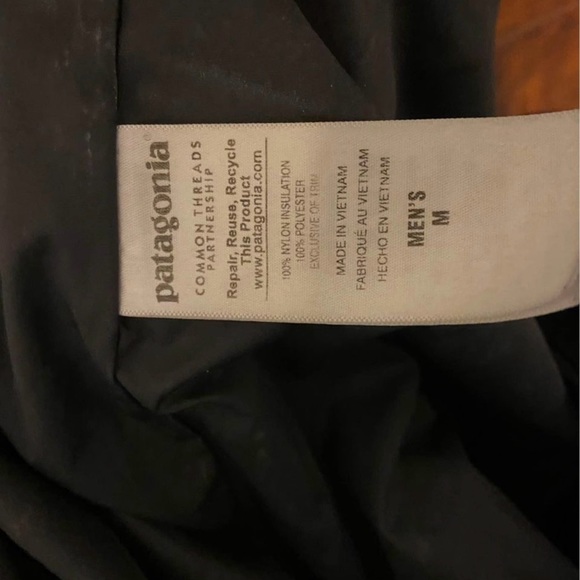 patagonia®
COMMON THREADS
PARTNERSHIP
Repair, Reuse, Recycle
This Product
www.patagonia.com
100% NYLON INSULATION
100% POLYESTER
EXCLUSIVE OF TRIM
MADE IN VIETNAM
FABRIQUÉ AU VIETNAM
HECHO EN VIETNAM
MEN'S
M